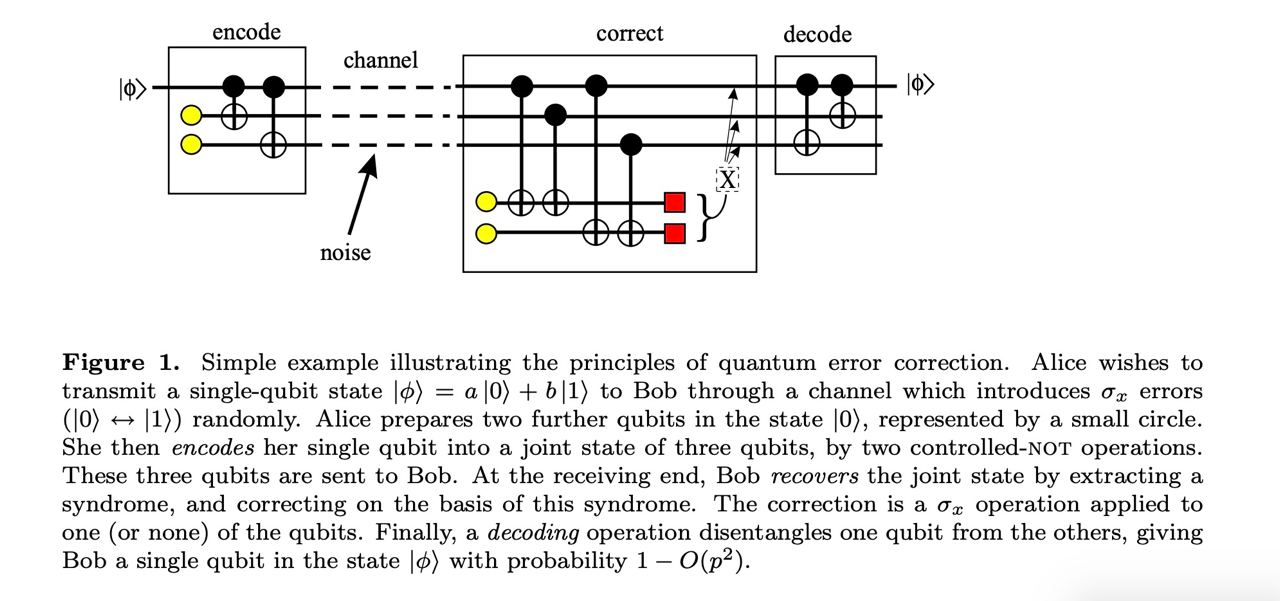 encode
correct
decode
channel
|ϕ⟩
|ϕ⟩
X
noise
Figure 1. Simple example illustrating the principles of quantum error correction. Alice wishes to
transmit a single-qubit state |ϕ⟩ = a |0⟩ + b |1⟩ to Bob through a channel which introduces σx errors
(|0⟩ ↔ |1⟩) randomly. Alice prepares two further qubits in the state |0⟩, represented by a small circle.
She then encodes her single qubit into a joint state of three qubits, by two controlled-NOT operations.
These three qubits are sent to Bob. At the receiving end, Bob recovers the joint state by extracting a
syndrome, and correcting on the basis of this syndrome. The correction is a σx operation applied to
one (or none) of the qubits. Finally, a decoding operation disentangles one qubit from the others, giving
Bob a single qubit in the state |ϕ⟩ with probability 1 − O(p²).